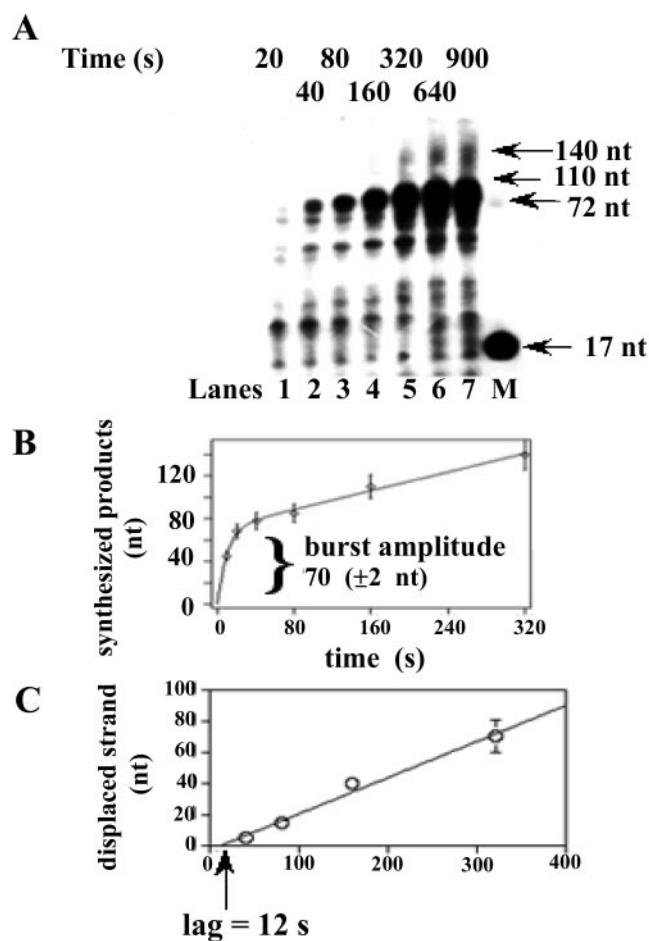 A
Time (s) 20 80 320 900
40 160 640
140 nt
110 nt
72 nt
17 nt
Lanes 1 2 3 4 5 6 7 M
B
synthesized products
(nt)
120
80
40
0
burst amplitude
70 (±2 nt)
0 80 160 240 320
time (s)
C
displaced strand
(nt)
100
80
60
40
20
0
0 100 200 300 400
lag = 12 s